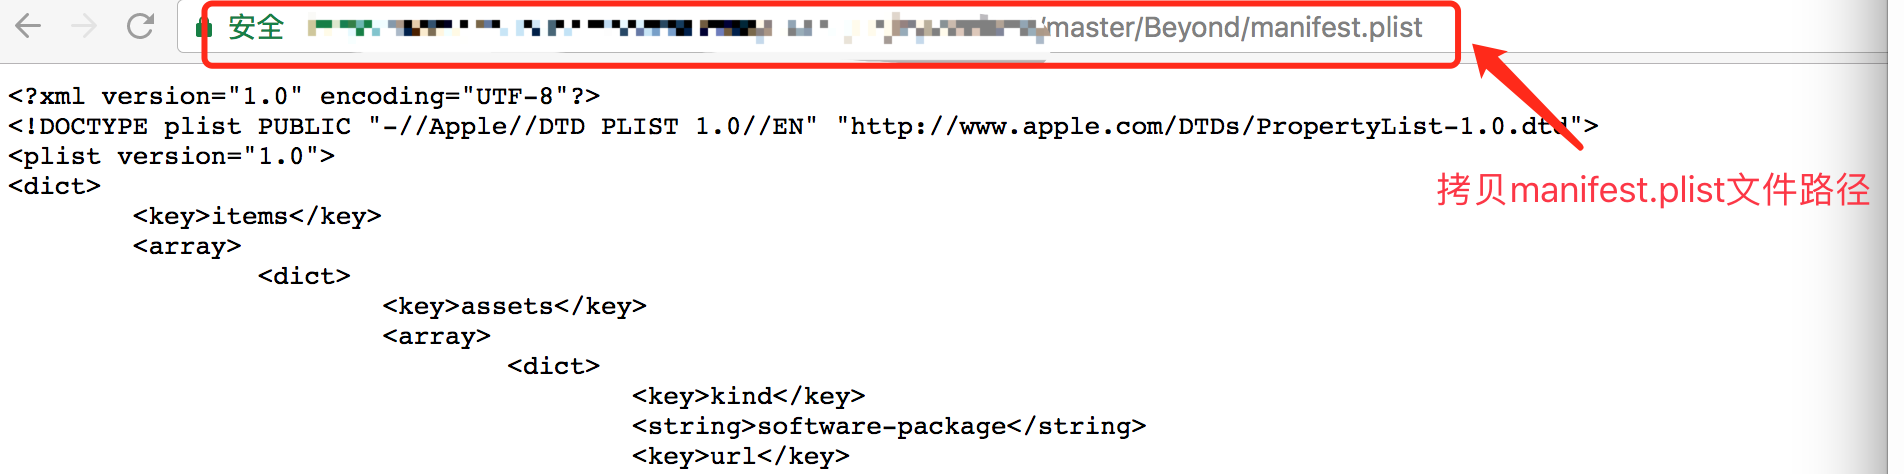 安全 /master/Beyond/manifest.plist
<?xml version="1.0" encoding="UTF-8"?>
<!DOCTYPE plist PUBLIC "-//Apple//DTD PLIST 1.0//EN" "http://www.apple.com/DTDs/PropertyList-1.0.dtd">
<plist version="1.0">
<dict>
拷贝manifest.plist文件路径
<key>items</key>
<array>
<dict>
<key>assets</key>
<array>
<dict>
<key>kind</key>
<string>software-package</string>
<key>url</key>